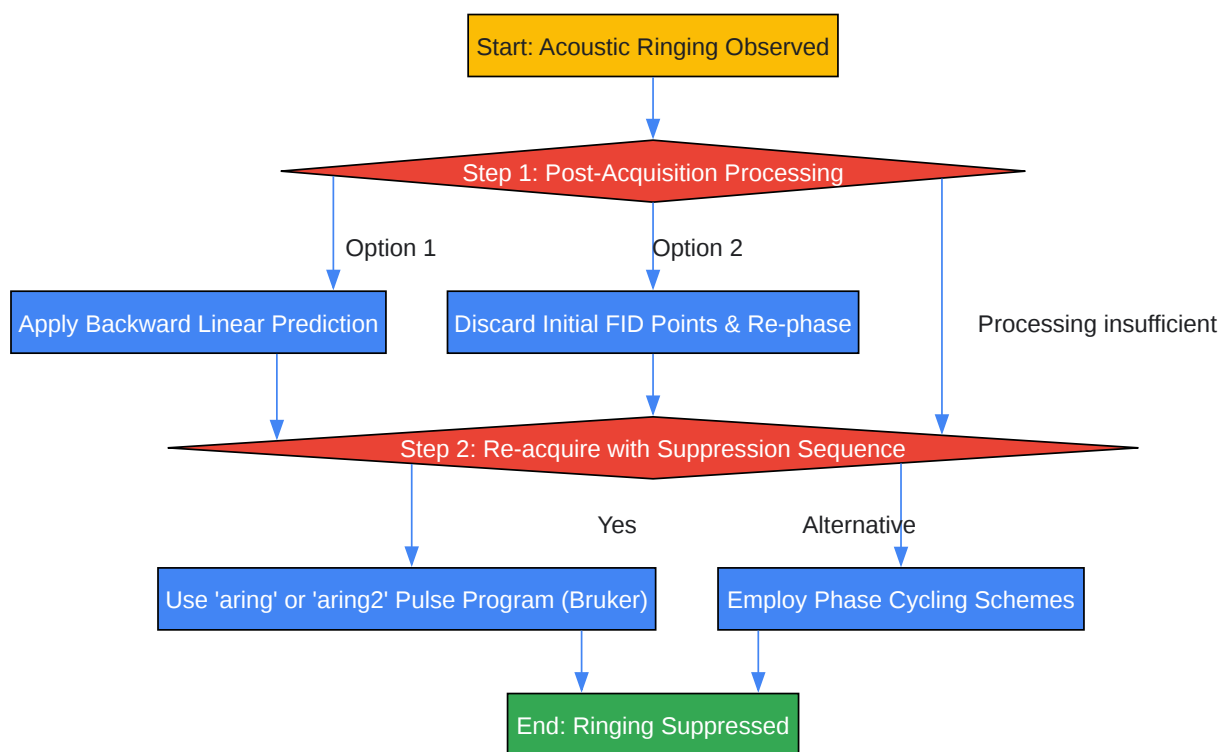 Start: Acoustic Ringing Observed
Step 1: Post-Acquisition Processing
Option 1
Option 2
Apply Backward Linear Prediction
Discard Initial FID Points & Re-phase
Processing insufficient
Step 2: Re-acquire with Suppression Sequence
Yes
Alternative
Use 'aring' or 'aring2' Pulse Program (Bruker)
Employ Phase Cycling Schemes
End: Ringing Suppressed